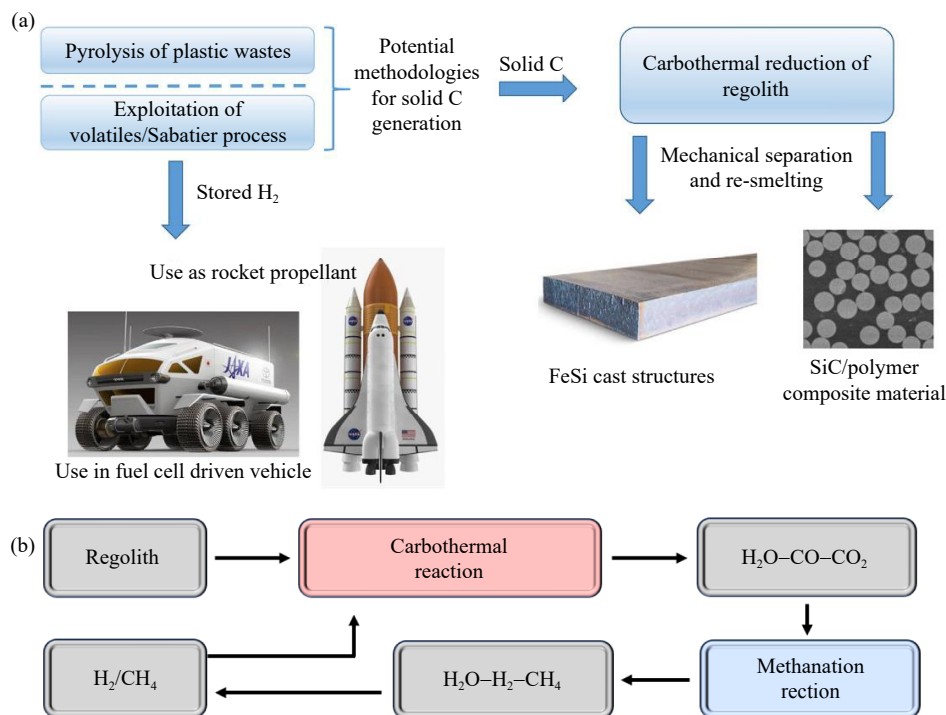 (a)
Pyrolysis of plastic wastes
Exploitation of
volatiles/Sabatier process
Potential
methodologies
for solid C
generation
Solid C
Carbothermal reduction of
regolith
Stored H₂
Mechanical separation
and re-smelting
Use as rocket propellant
JAXA
Use in fuel cell driven vehicle
FeSi cast structures
SiC/polymer
composite material
(b)
Regolith
Carbothermal
reaction
H₂O–CO–CO₂
H₂/CH₄
H₂O–H₂–CH₄
Methanation
rection